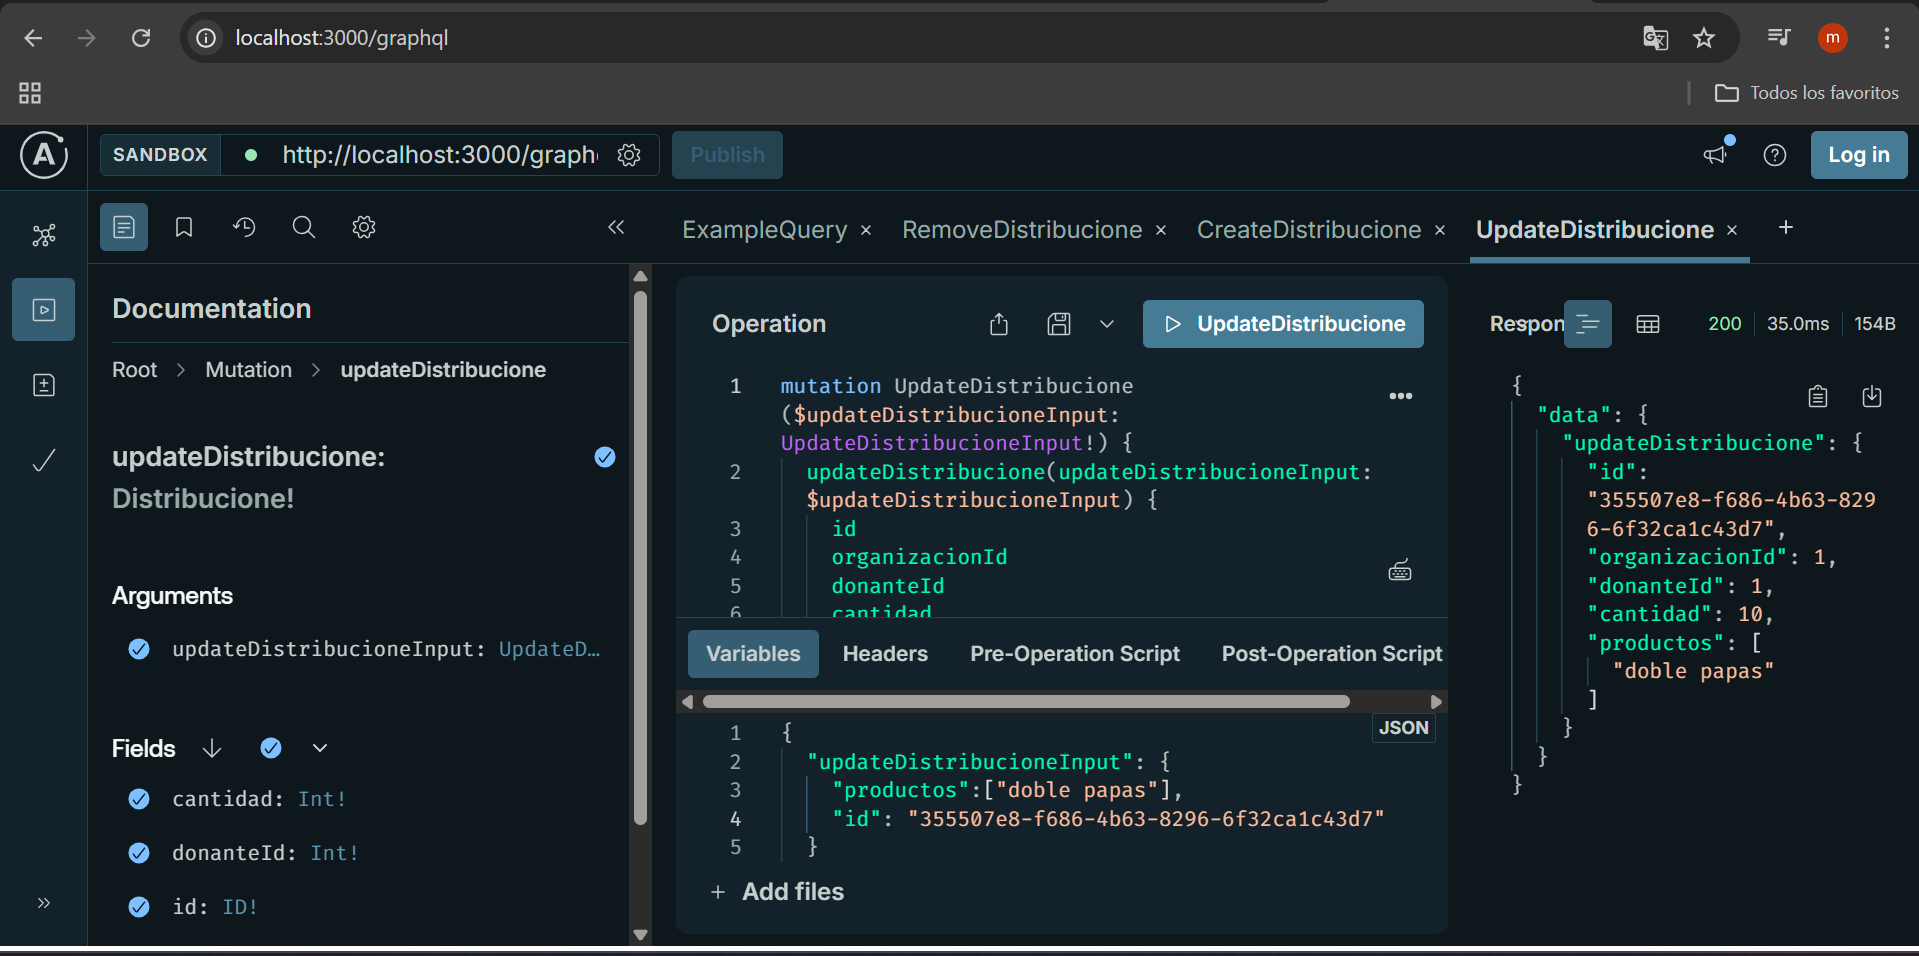 localhost:3000/graphql
m
Todos los favoritos
A
SANDBOX
http://localhost:3000/graph
Publish
Log in
ExampleQuery
RemoveDistribucione
CreateDistribucione
UpdateDistribucione
Documentation
Root > Mutation > updateDistribucione
updateDistribucione:
Distribucione!
Arguments
updateDistribucioneInput: UpdateD…
Fields
cantidad: Int!
donanteId: Int!
id: ID!
Operation
UpdateDistribucione
1 mutation UpdateDistribucione
($updateDistribucioneInput:
UpdateDistribucioneInput!) {
2 updateDistribucione(updateDistribucioneInput:
$updateDistribucioneInput) {
3 id
4 organizacionId
5 donanteId
6 cantidad
Variables
Headers
Pre-Operation Script
Post-Operation Script
JSON
1 {
2 "updateDistribucioneInput": {
3 "productos":["doble papas"],
4 "id": "355507e8-f686-4b63-8296-6f32ca1c43d7"
5 }
+ Add files
Respon
200
35.0ms
154B
{
"data": {
"updateDistribucione": {
"id":
"355507e8-f686-4b63-829
6-6f32ca1c43d7",
"organizacionId": 1,
"donanteId": 1,
"cantidad": 10,
"productos": [
"doble papas"
]
}
}
}